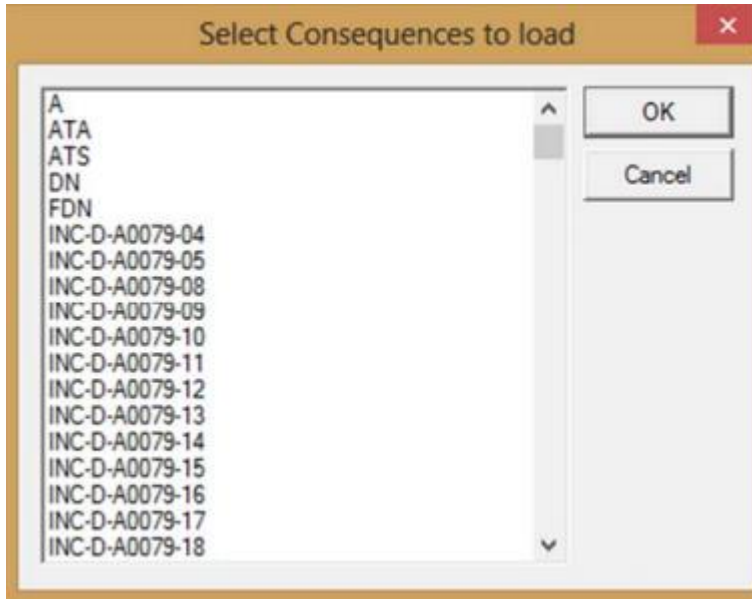 Select Consequences to load
A
ATA
ATS
DN
FDN
INC-D-A0079-04
INC-D-A0079-05
INC-D-A0079-08
INC-D-A0079-09
INC-D-A0079-10
INC-D-A0079-11
INC-D-A0079-12
INC-D-A0079-13
INC-D-A0079-14
INC-D-A0079-15
INC-D-A0079-16
INC-D-A0079-17
INC-D-A0079-18
OK
Cancel